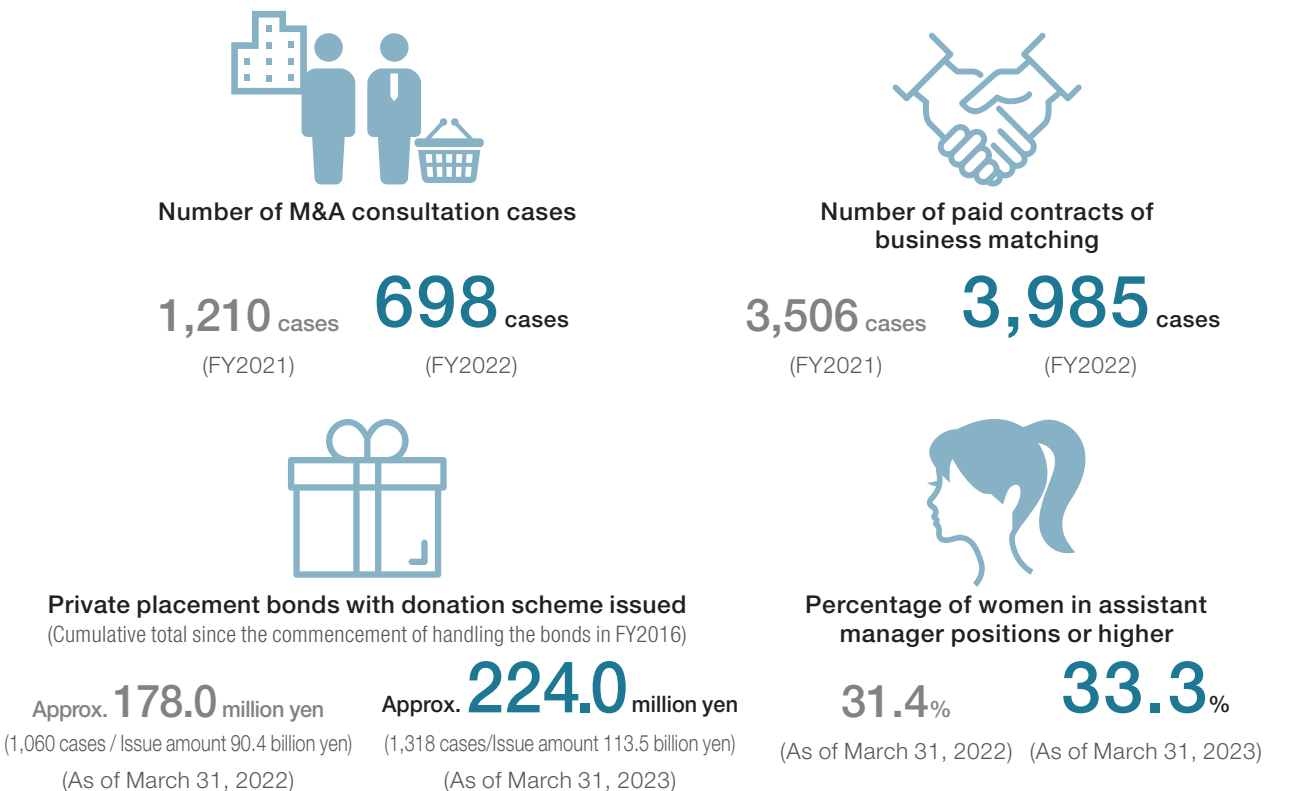 Number of M&A consultation cases
1,210 cases 698 cases
(FY2021) (FY2022)
Number of paid contracts of
business matching
3,506 cases 3,985 cases
(FY2021) (FY2022)
Private placement bonds with donation scheme issued
(Cumulative total since the commencement of handling the bonds in FY2016)
Approx. 178.0 million yen Approx. 224.0 million yen
(1,060 cases / Issue amount 90.4 billion yen) (1,318 cases/Issue amount 113.5 billion yen)
(As of March 31, 2022) (As of March 31, 2023)
Percentage of women in assistant
manager positions or higher
31.4% 33.3%
(As of March 31, 2022) (As of March 31, 2023)